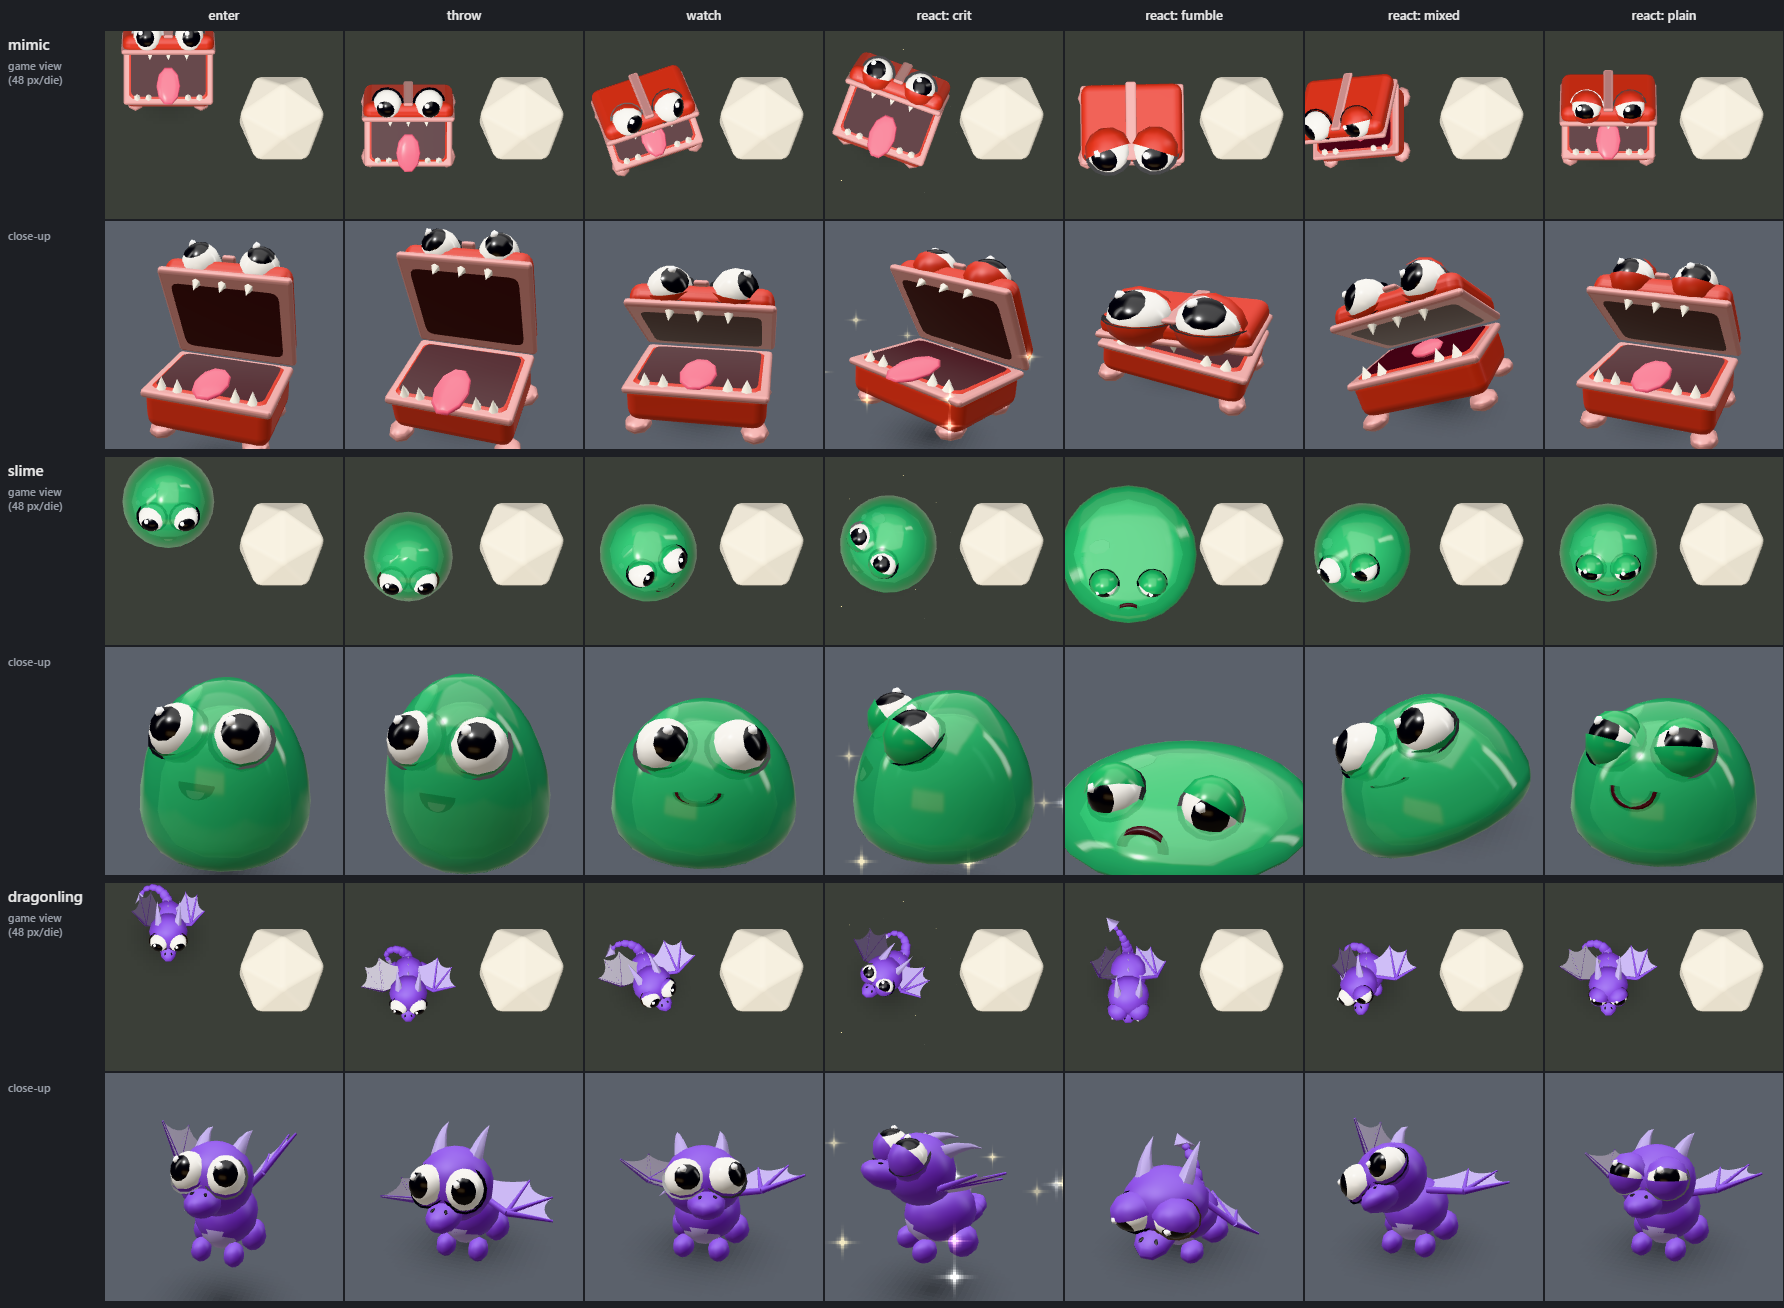 enter throw watch react: crit react: fumble react: mixed react: plain
mimic
game view
(48 px/die)
close-up
slime
game view
(48 px/die)
close-up
dragonling
game view
(48 px/die)
close-up